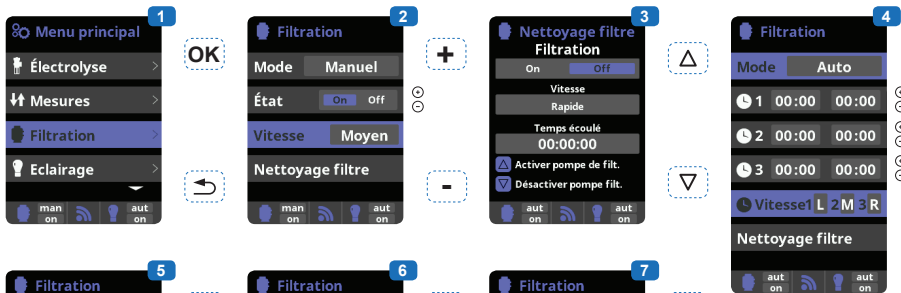 1
Menu principal
Électrolyse
Mesures
Filtration
Eclairage
man
on
aut
on
OK
2
Filtration
Mode Manuel
État On Off
Vitesse Moyen
Nettoyage filtre
man
on
aut
on
+
-
3
Nettoyage filtre
Filtration
On Off
Vitesse
Rapide
Temps écoulé
00:00:00
Activer pompe de filt.
Désactiver pompe filt.
aut
on
aut
on
4
Filtration
Mode Auto
1 00:00 00:00
2 00:00 00:00
3 00:00 00:00
Vitesse1 L 2 M 3 R
Nettoyage filtre
aut
on
aut
on
5
Filtration
6
Filtration
7
Filtration